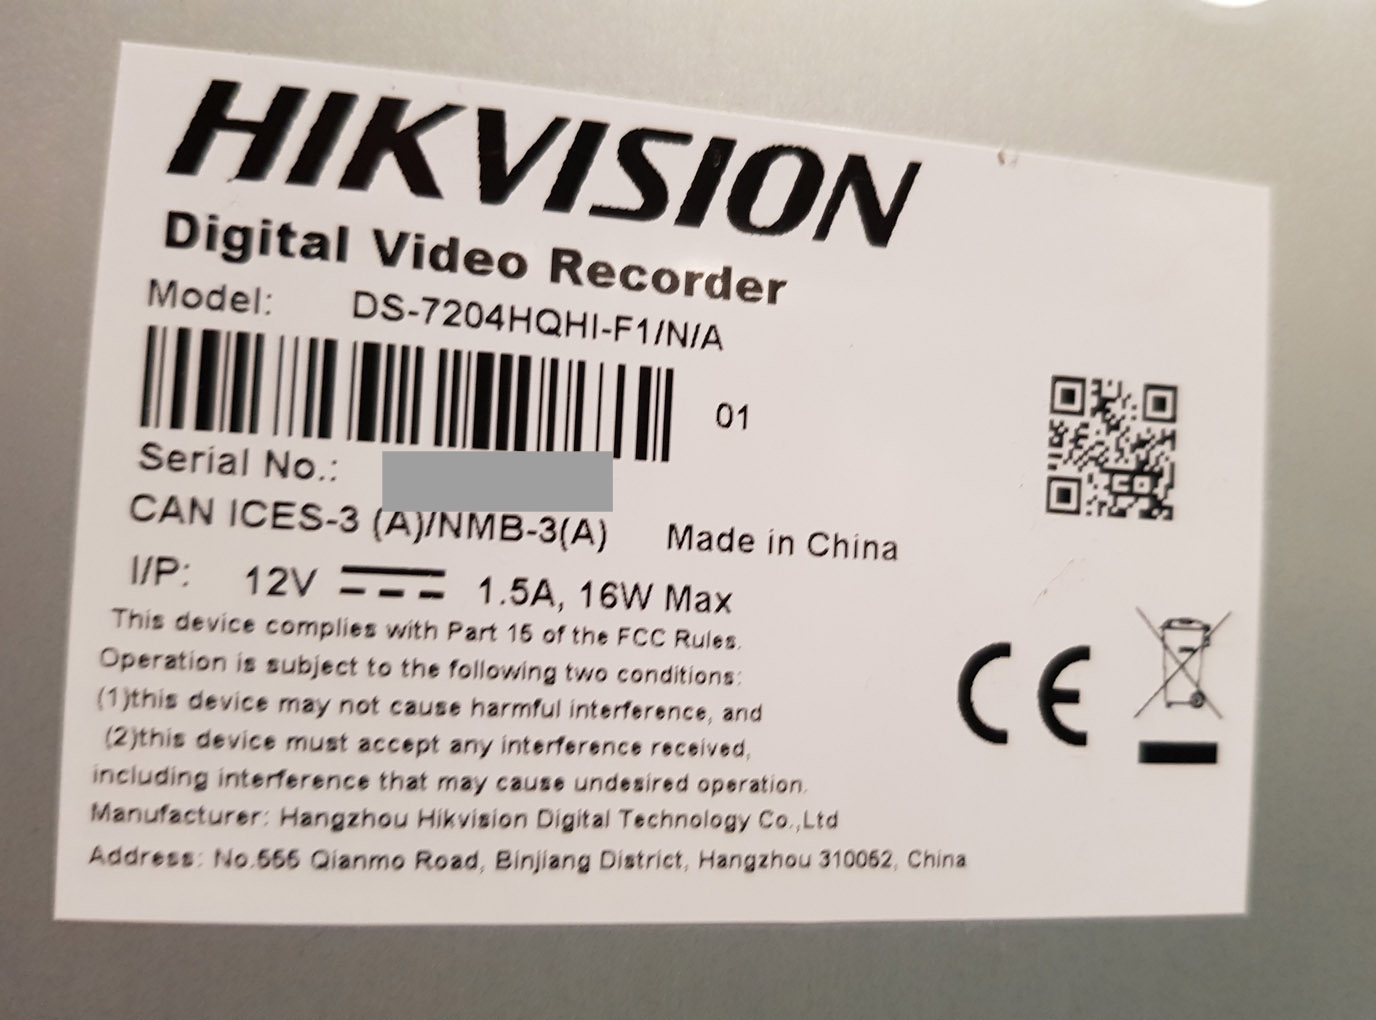 HIKVISION
Digital Video Recorder
Model: DS-7204HQHI-F1/N/A
01
Serial No.:
CAN ICES-3 (A)/NMB-3(A) Made in China
I/P: 12V 1.5A, 16W Max
This device complies with Part 15 of the FCC Rules.
Operation is subject to the following two conditions:
(1)this device may not cause harmful interference, and
(2)this device must accept any interference received,
including interference that may cause undesired operation.
Manufacturer: Hangzhou Hikvision Digital Technology Co.,Ltd
Address: No.555 Qianmo Road, Binjiang District, Hangzhou 310052, China
CE